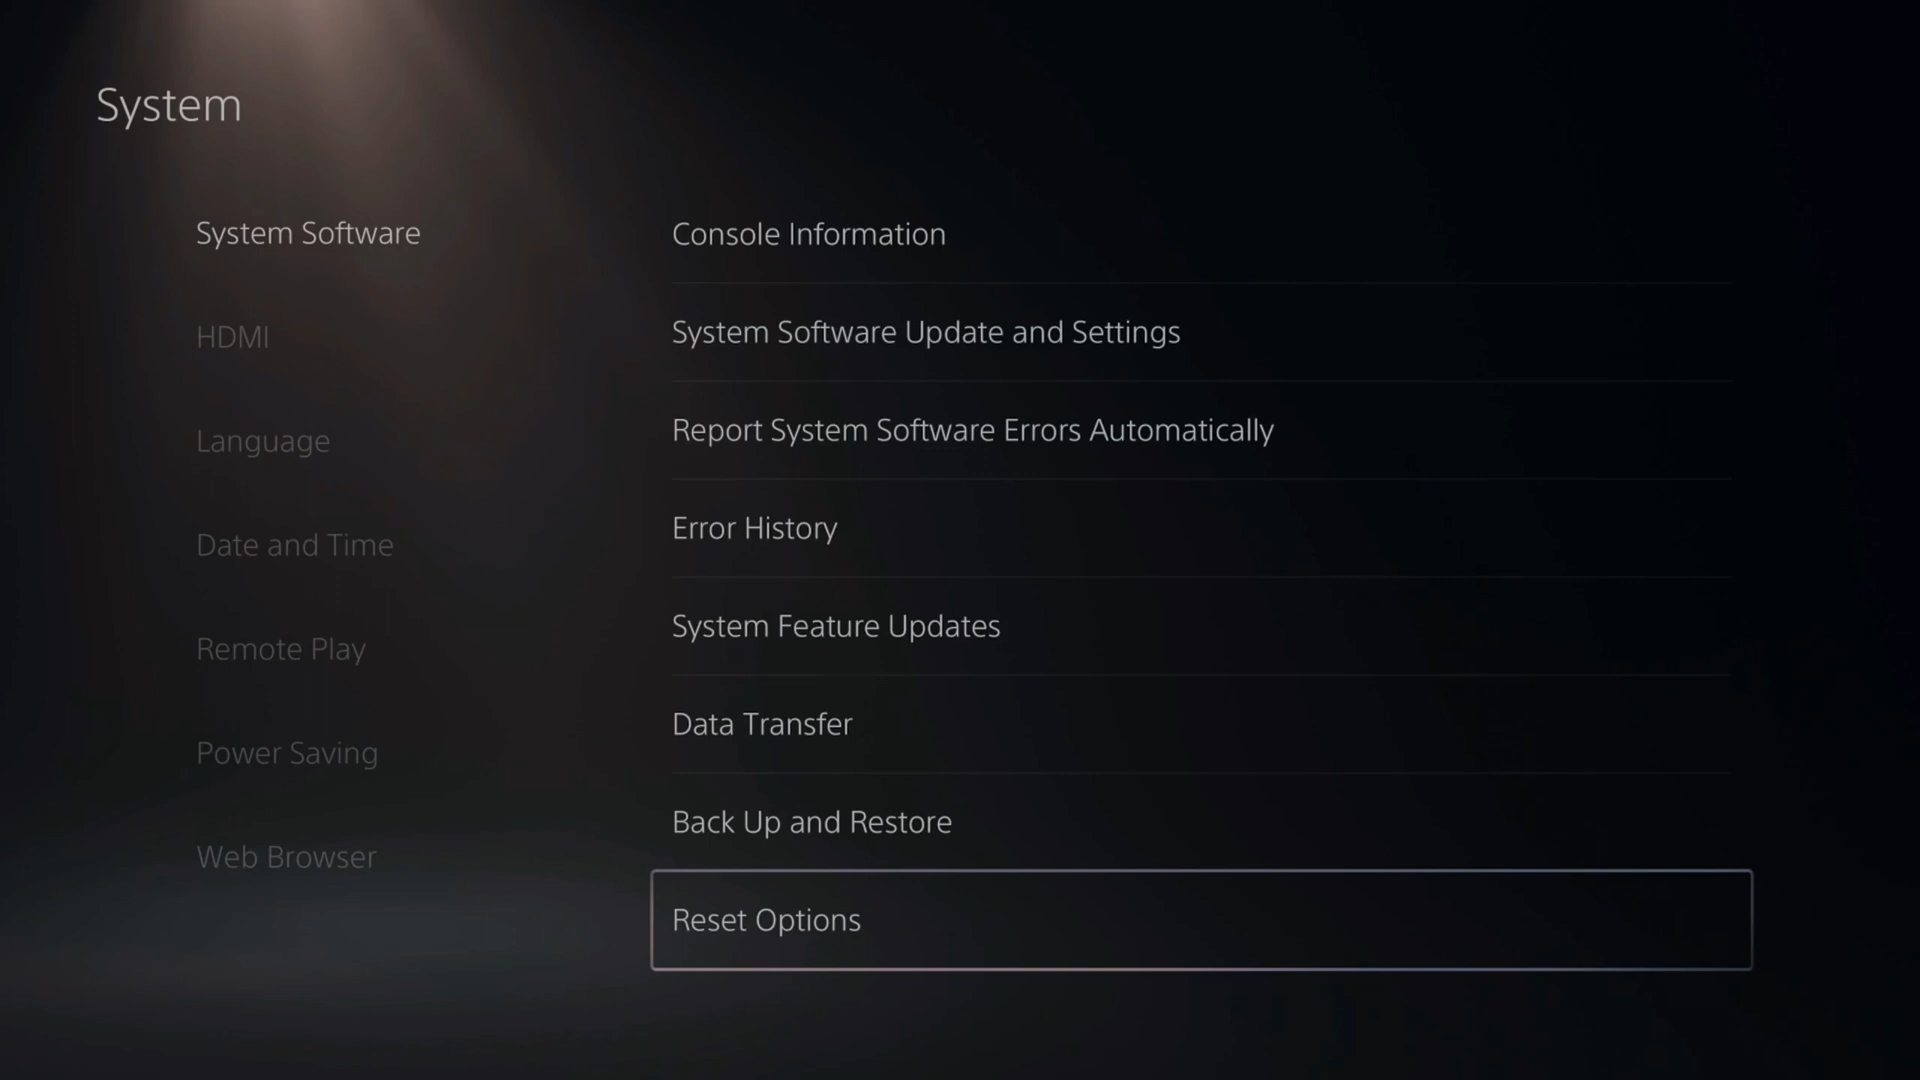 System
System Software
HDMI
Language
Date and Time
Remote Play
Power Saving
Web Browser
Console Information
System Software Update and Settings
Report System Software Errors Automatically
Error History
System Feature Updates
Data Transfer
Back Up and Restore
Reset Options